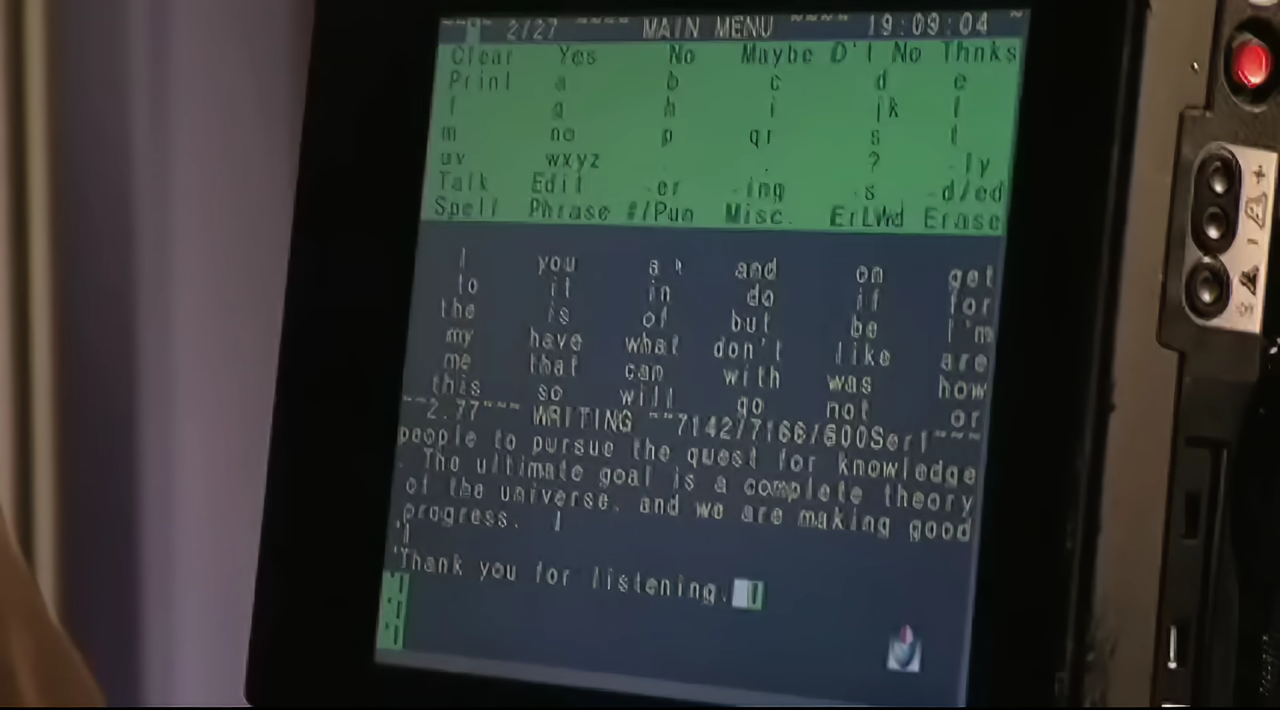 ~~ 2/27 ~~~~ MAIN MENU ~~~~ 19:09:04 ~
Clear Yes No Maybe D't No Thnks
Print a b c d e
f g h i jk l
m no p qr s t
uv wxyz . ? -ly
Talk Edit -er -ing -s -d/ed
Spell Phrase #/Pun Misc. ErLWd Erase
I you a and on get
to it in do if for
the is of but be I'm
my have what don't like are
me that can with was how
this so will go not or
~~2.77~~~ WRITING ~~7142/7166/600Serf~~~
people to pursue the quest for knowledge
. The ultimate goal is a complete theory
of the universe, and we are making good
progress.
Thank you for listening.